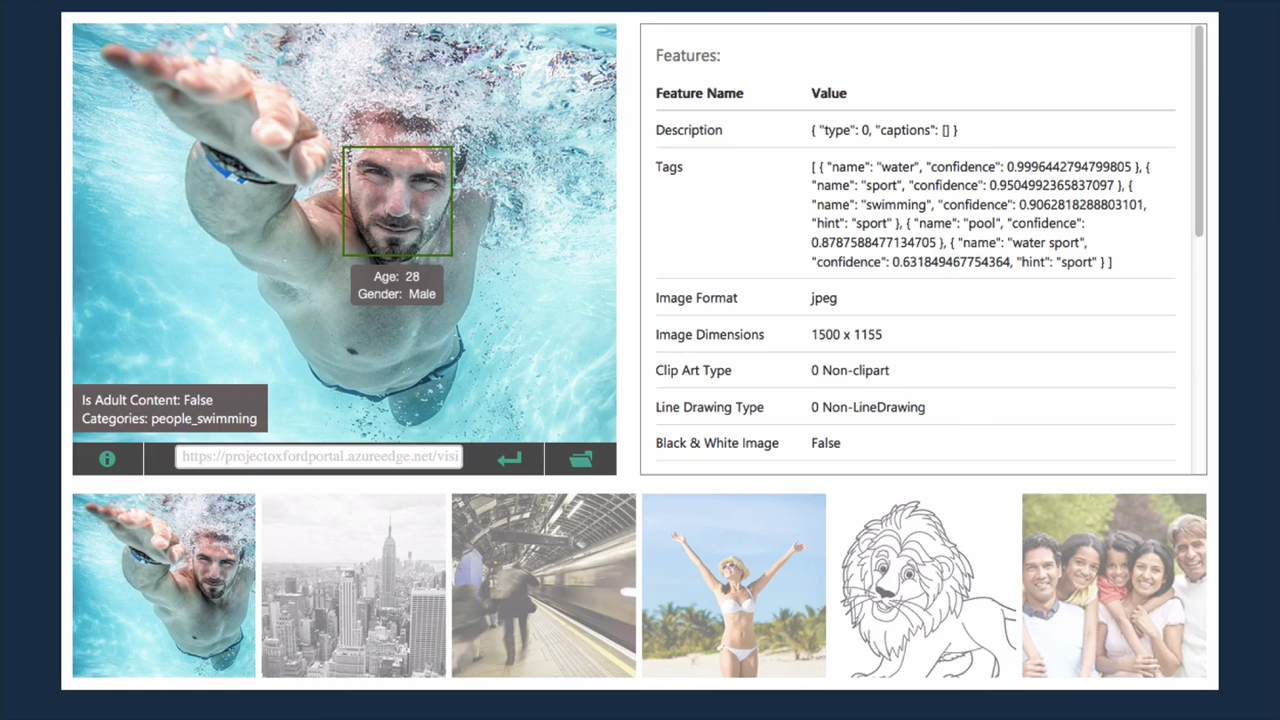 Age: 28
Gender: Male
Is Adult Content: False
Categories: people_swimming
https://projectoxfordportal.azureedge.net/visi
Features:
Feature Name Value
Description { "type": 0, "captions": [] }
Tags [ { "name": "water", "confidence": 0.9996442794799805 }, {
"name": "sport", "confidence": 0.9504992365837097 }, {
"name": "swimming", "confidence": 0.9062818288803101,
"hint": "sport" }, { "name": "pool", "confidence":
0.8787588477134705 }, { "name": "water sport",
"confidence": 0.631849467754364, "hint": "sport" } ]
Image Format jpeg
Image Dimensions 1500 x 1155
Clip Art Type 0 Non-clipart
Line Drawing Type 0 Non-LineDrawing
Black & White Image False